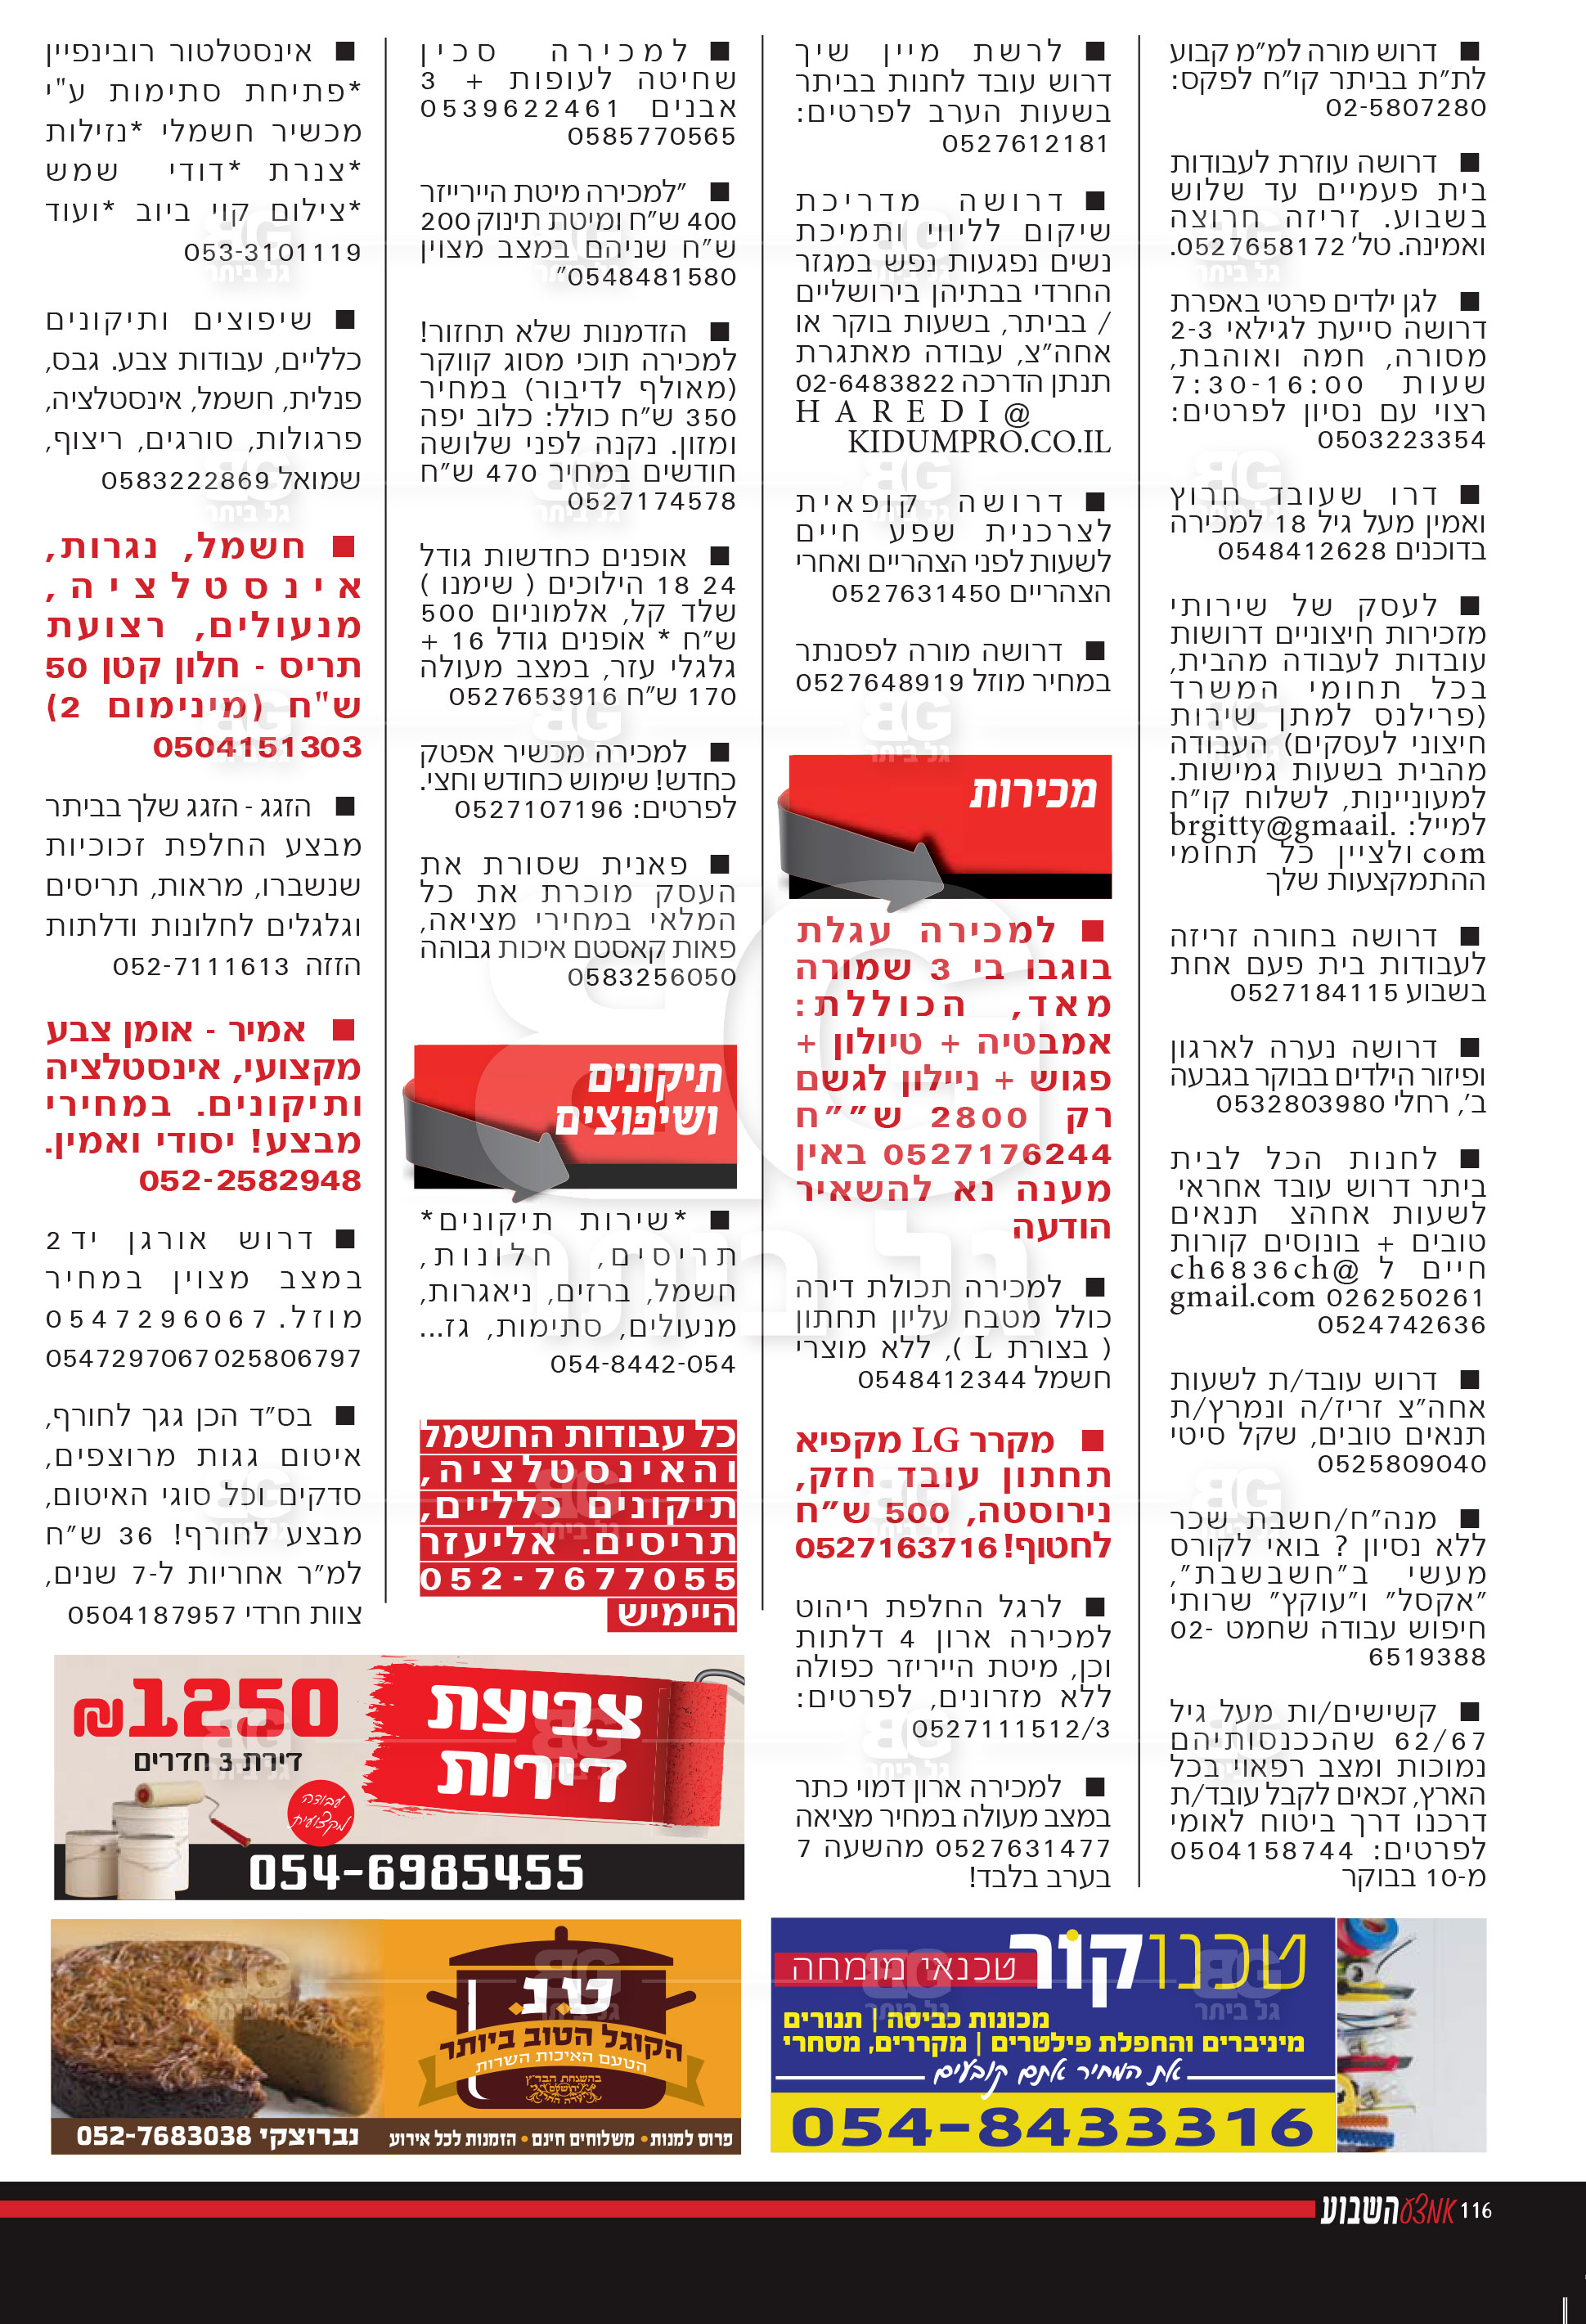 ■ דרוש מורה למ״מ קבוע
לת״ת בביתר קו״ח לפקס:
02-5807280
■ דרושה עוזרת לעבודות
בית פעמיים עד שלוש
בשבוע. זריזה חרוצה
ואמינה. טל׳ 0527658172.
■ לגן ילדים פרטי באפרת
דרושה סייעת לגילאי 2-3
מסורה, חמה ואוהבת,
שעות 7:30-16:00
רצוי עם נסיון לפרטים:
0503223354
■ דרו שעובד חרוץ
ואמין מעל גיל 18 למכירה
בדוכנים 0548412628
■ לעסק של שירותי
מזכירות חיצוניים דרושות
עובדות לעבודה מהבית,
בכל תחומי המשרד
(פרילנס למתן שירות
חיצוני לעסקים) העבודה
מהבית בשעות גמישות.
למעוניינות, לשלוח קו״ח
למייל: brgitty@gmaail.
com ולציין כל תחומי
ההתמקצעות שלך
■ דרושה בחורה זריזה
לעבודות בית פעם אחת
בשבוע 0527184115
■ דרושה נערה לארגון
ופיזור הילדים בבוקר בגבעה
ב׳, רחלי 0532803980
■ לחנות הכל לבית
ביתר דרוש עובד אחראי
לשעות אחהצ תנאים
טובים + בונוסים קורות
חיים ל ch6836ch@
gmail.com 026250261
0524742636
■ דרוש עובד/ת לשעות
אחה״צ זריז/ה ונמרץ/ת
תנאים טובים, שקל סיטי
0525809040
■ מנה״ח/חשבת שכר
ללא נסיון ? בואי לקורס
מעשי ב״חשבשבת״,
״אקסל״ ו״עוקץ״ שרותי
חיפוש עבודה שחמט 02-
6519388
■ קשישים/ות מעל גיל
62/67 שהככנסותיהם
נמוכות ומצב רפאוי בכל
הארץ, זכאים לקבל עובד/ת
דרכנו דרך ביטוח לאומי
לפרטים: 0504158744
מ-10 בבוקר
■ לרשת מיין שיך
דרוש עובד לחנות בביתר
בשעות הערב לפרטים:
0527612181
■ דרושה מדריכת
שיקום לליווי ותמיכת
נשים נפגעות נפש במגזר
החרדי בבתיהן בירושליים
/ בביתר, בשעות בוקר או
אחה״צ, עבודה מאתגרת
תנתן הדרכה 02-6483822
HAREDI@
KIDUMPRO.CO.IL
■ דרושה קופאית
לצרכנית שפע חיים
לשעות לפני הצהריים ואחרי
הצהריים 0527631450
■ דרושה מורה לפסנתר
במחיר מוזל 0527648919
מכירות
■ למכירה עגלת
בוגבו בי 3 שמורה
מאד, הכוללת:
אמבטיה + טיולון +
פגוש + ניילון לגשם
רק 2800 ש״״ח
0527176244 באין
מענה נא להשאיר
הודעה
■ למכירה תכולת דירה
כולל מטבח עליון תחתון
( בצורת L ), ללא מוצרי
חשמל 0548412344
■ מקרר LG מקפיא
תחתון עובד חזק,
נירוסטה, 500 ש״ח
לחטוף! 0527163716
■ לרגל החלפת ריהוט
למכירה ארון 4 דלתות
וכן, מיטת הייריזר כפולה
ללא מזרונים, לפרטים:
0527111512/3
■ למכירה ארון דמוי כתר
במצב מעולה במחיר מציאה
0527631477 מהשעה 7
בערב בלבד!
■ למכירה סכין
שחיטה לעופות + 3
אבנים 0539622461
0585770565
■ ״למכירה מיטת היירייזר
400 ש״ח ומיטת תינוק 200
ש״ח שניהם במצב מצוין
0548481580״
■ הזדמנות שלא תחזור!
למכירה תוכי מסוג קווקר
(מאולף לדיבור) במחיר
350 ש״ח כולל: כלוב יפה
ומזון. נקנה לפני שלושה
חודשים במחיר 470 ש״ח
0527174578
■ אופנים כחדשות גודל
24 18 הילוכים ( שימנו )
שלד קל, אלמוניום 500
ש״ח * אופנים גודל 16 +
גלגלי עזר, במצב מעולה
170 ש״ח 0527653916
■ למכירה מכשיר אפטק
כחדש! שימוש כחודש וחצי.
לפרטים: 0527107196
■ פאנית שסורת את
העסק מוכרת את כל
המלאי במחירי מציאה,
פאות קאסטם איכות גבוהה
0583256050
תיקונים
ושיפוצים
■ *שירות תיקונים*
תריסים, חלונות,
חשמל, ברזים, ניאגרות,
מנעולים, סתימות, גז...
054-8442-054
כל עבודות החשמל
והאינסטלציה,
תיקונים כלליים,
תריסים. אליעזר
052-7677055
היימיש
■ אינסטלטור רובינפיין
*פתיחת סתימות ע"י
מכשיר חשמלי *נזילות
*צנרת *דודי שמש
*צילום קוי ביוב *ועוד
053-3101119
■ שיפוצים ותיקונים
כלליים, עבודות צבע. גבס,
פנלית, חשמל, אינסטלציה,
פרגולות, סורגים, ריצוף,
שמואל 0583222869
■ חשמל, נגרות,
אינסטלציה,
מנעולים, רצועת
תריס - חלון קטן 50
ש"ח (מינימום 2)
0504151303
■ הזגג - הזגג שלך בביתר
מבצע החלפת זכוכיות
שנשברו, מראות, תריסים
וגלגלים לחלונות ודלתות
הזזה 052-7111613
■ אמיר - אומן צבע
מקצועי, אינסטלציה
ותיקונים. במחירי
מבצע! יסודי ואמין.
052-2582948
■ דרוש אורגן יד 2
במצב מצוין במחיר
מוזל. 0547296067
0547297067 025806797
■ בס״ד הכן גגך לחורף,
איטום גגות מרוצפים,
סדקים וכל סוגי האיטום,
מבצע לחורף! 36 ש״ח
למ״ר אחריות ל-7 שנים,
צוות חרדי 0504187957
צביעת
דירות
₪1250
דירת 3 חדרים
עבודה
מקצועית
054-6985455
ט.נ.
הקוגל הטוב ביותר
הטעם האיכות השרות
פרוס למנות • משלוחים חינם • הזמנות לכל אירוע
נברוצקי 052-7683038
טכנוקור
טכנאי מומחה
מכונות כביסה | תנורים
מיניברים והחפלת פילטרים | מקררים, מסחרי
את המחיר אתם קובעים
054-8433316
116 אמצע השבוע
BG
גל ביתר